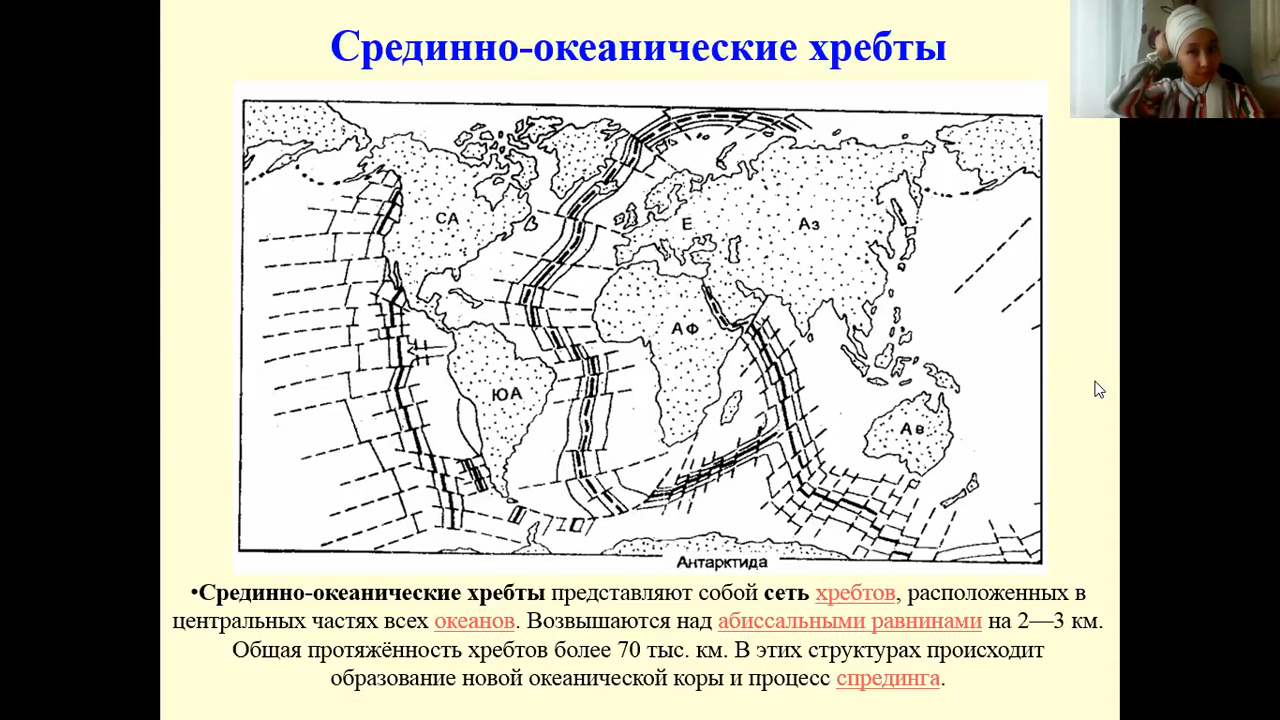 Срединно-океанические хребты
СА
Е
Аз
АФ
ЮА
Ав
Антарктида
•Срединно-океанические хребты представляют собой сеть хребтов, расположенных в
центральных частях всех океанов. Возвышаются над абиссальными равнинами на 2—3 км.
Общая протяжённость хребтов более 70 тыс. км. В этих структурах происходит
образование новой океанической коры и процесс спрединга.